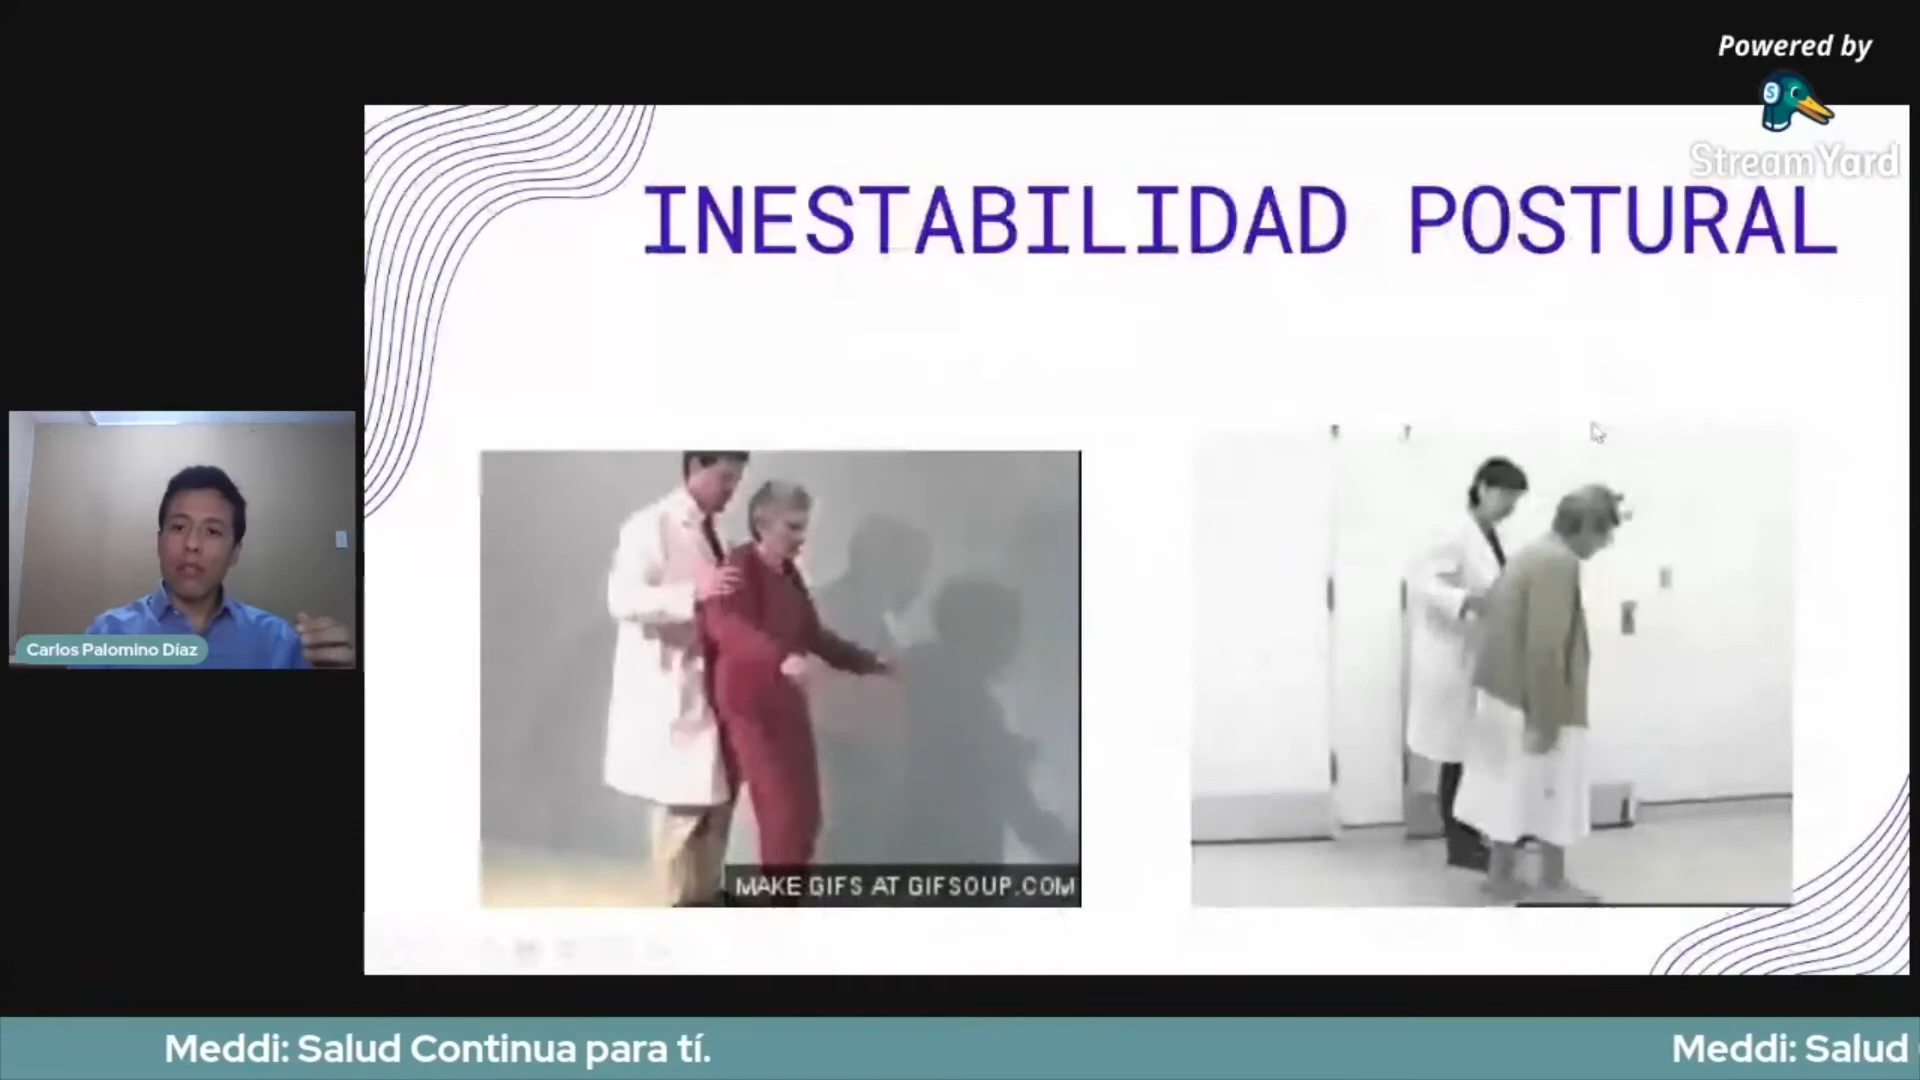 Powered by
StreamYard
INESTABILIDAD POSTURAL
Carlos Palomino Díaz
MAKE GIFS AT GIFSOUP.COM
Meddi: Salud Continua para tí.
Meddi: Salud